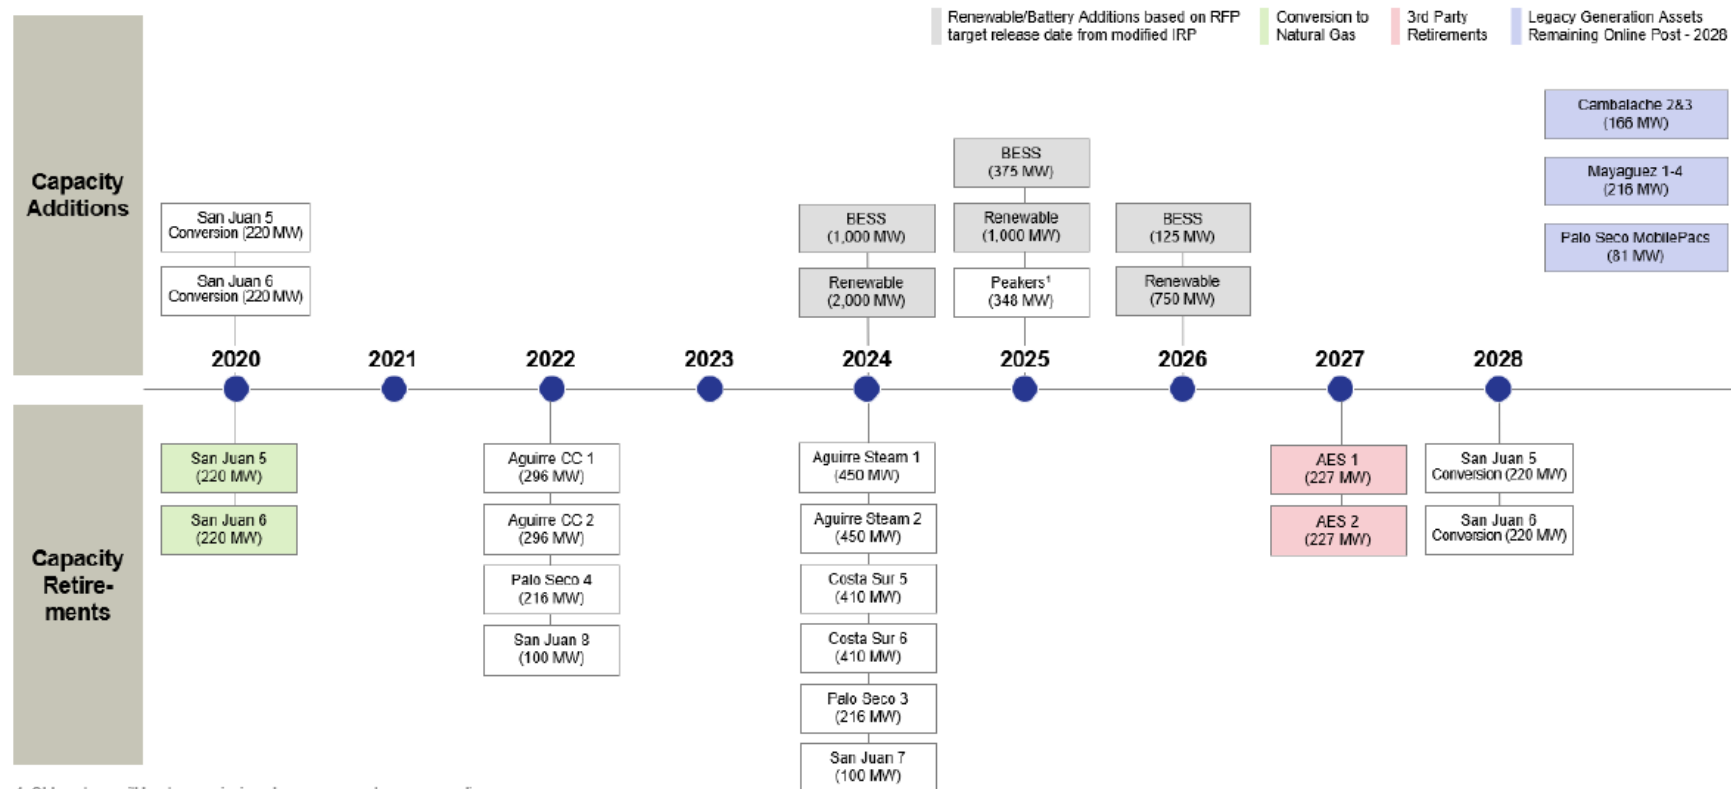 Renewable/Battery Additions based on RFP
target release date from modified IRP
Conversion to
Natural Gas
3rd Party
Retirements
Legacy Generation Assets
Remaining Online Post - 2028
Capacity
Additions
San Juan 5
Conversion (220 MW)
San Juan 6
Conversion (220 MW)
BESS
(1,000 MW)
Renewable
(2,000 MW)
BESS
(375 MW)
Renewable
(1,000 MW)
Peakers¹
(348 MW)
BESS
(125 MW)
Renewable
(750 MW)
Cambalache 2&3
(166 MW)
Mayaguez 1-4
(216 MW)
Palo Seco MobilePacs
(81 MW)
2020
2021
2022
2023
2024
2025
2026
2027
2028
Capacity
Retire-
ments
San Juan 5
(220 MW)
San Juan 6
(220 MW)
Aguirre CC 1
(296 MW)
Aguirre CC 2
(296 MW)
Palo Seco 4
(216 MW)
San Juan 8
(100 MW)
Aguirre Steam 1
(450 MW)
Aguirre Steam 2
(450 MW)
Costa Sur 5
(410 MW)
Costa Sur 6
(410 MW)
Palo Seco 3
(216 MW)
San Juan 7
(100 MW)
AES 1
(227 MW)
AES 2
(227 MW)
San Juan 5
Conversion (220 MW)
San Juan 6
Conversion (220 MW)